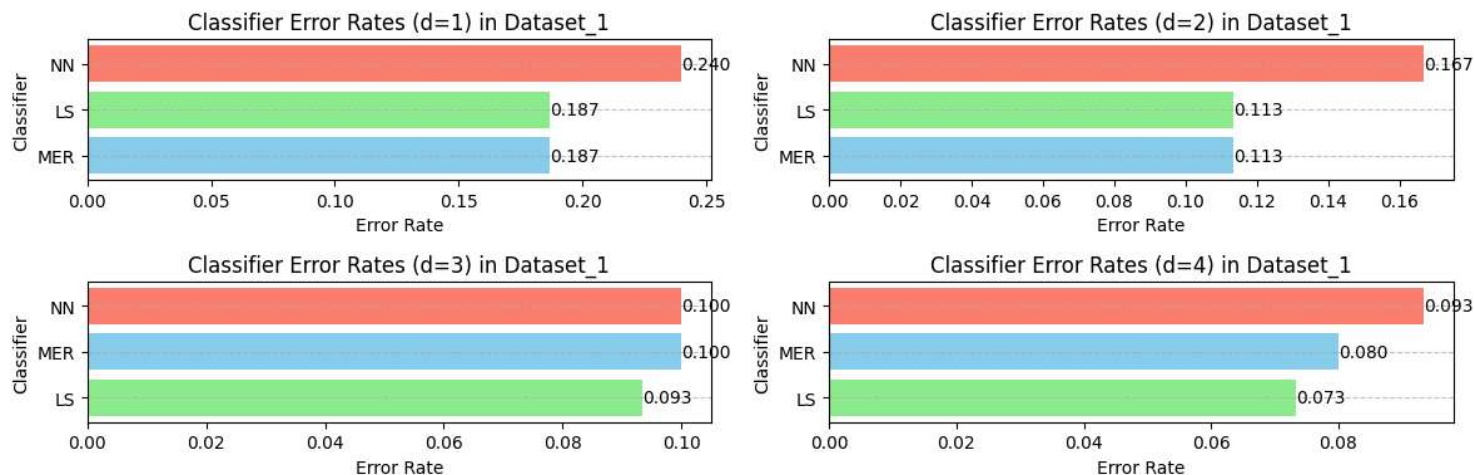 Classifier Error Rates (d=1) in Dataset_1
Classifier
NN
0.240
LS
0.187
MER
0.187
0.00 0.05 0.10 0.15 0.20 0.25
Error Rate
Classifier Error Rates (d=2) in Dataset_1
Classifier
NN
0.167
LS
0.113
MER
0.113
0.00 0.02 0.04 0.06 0.08 0.10 0.12 0.14 0.16
Error Rate
Classifier Error Rates (d=3) in Dataset_1
Classifier
NN
0.100
MER
0.100
LS
0.093
0.00 0.02 0.04 0.06 0.08 0.10
Error Rate
Classifier Error Rates (d=4) in Dataset_1
Classifier
NN
0.093
MER
0.080
LS
0.073
0.00 0.02 0.04 0.06 0.08
Error Rate